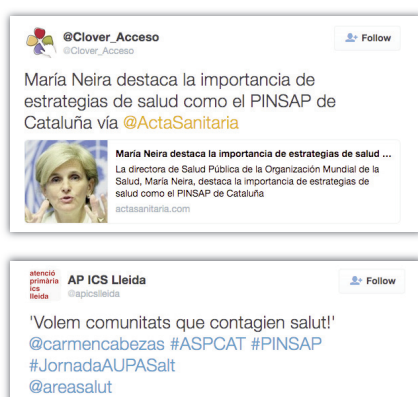 @Clover_Acceso
@Clover_Acceso
Follow
María Neira destaca la importancia de
estrategias de salud como el PINSAP de
Cataluña vía @ActaSanitaria
María Neira destaca la importancia de estrategias de salud ...
La directora de Salud Pública de la Organización Mundial de la
Salud, María Neira, destaca la importancia de estrategias de
salud como el PINSAP de Cataluña
actasanitaria.com
atenció
primària
ics
lleida
AP ICS Lleida
@apicslleida
Follow
'Volem comunitats que contagien salut!'
@carmencabezas #ASPCAT #PINSAP
#JornadaAUPASalt
@areasalut